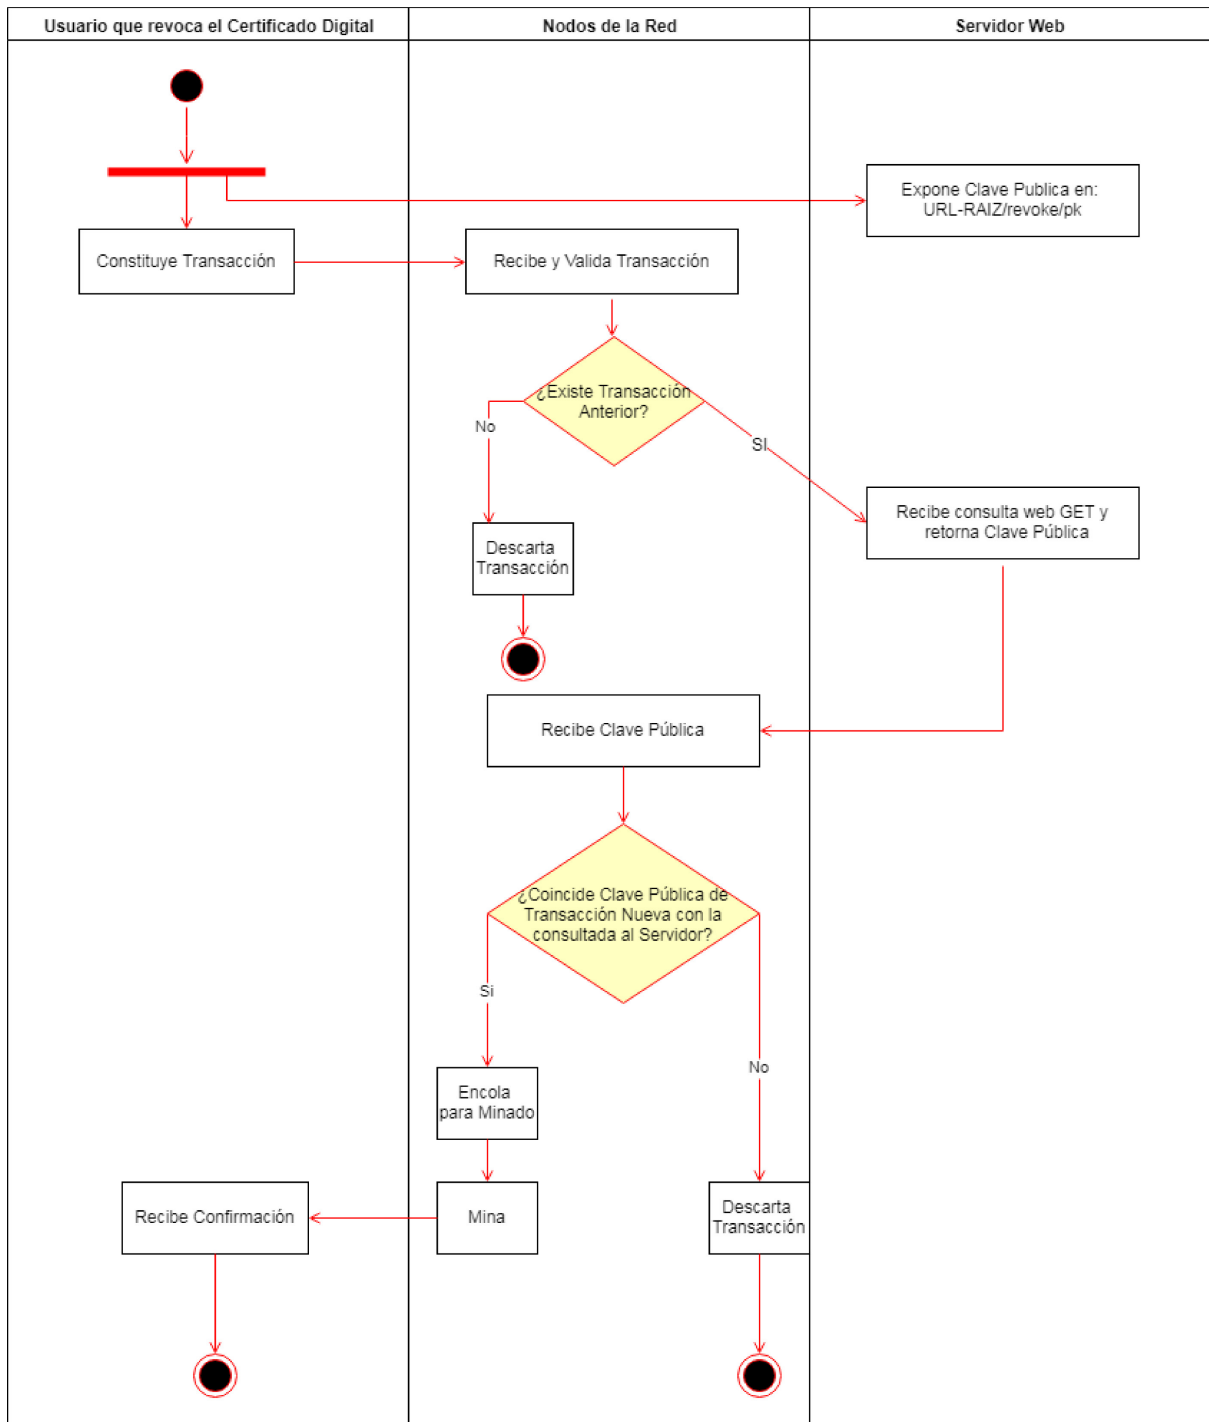 Usuario que revoca el Certificado Digital
Nodos de la Red
Servidor Web
Expone Clave Publica en:
URL-RAIZ/revoke/pk
Constituye Transacción
Recibe y Valida Transacción
¿Existe Transacción
Anterior?
No
SI
Recibe consulta web GET y
retorna Clave Pública
Descarta
Transacción
Recibe Clave Pública
¿Coincide Clave Pública de
Transacción Nueva con la
consultada al Servidor?
Si
No
Encola
para Minado
Recibe Confirmación
Mina
Descarta
Transacción